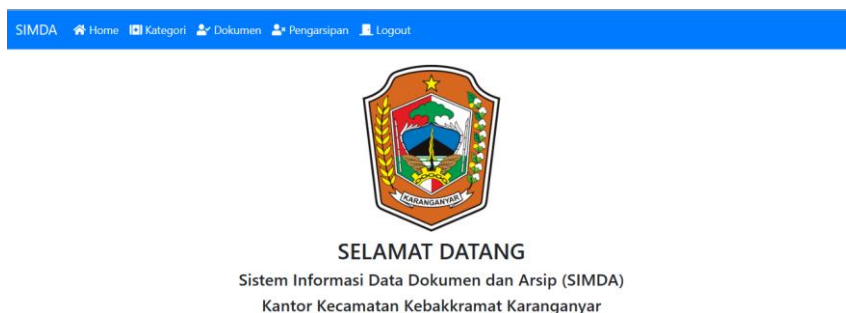 SIMDA Home Kategori Dokumen Pengarsipan Logout
KARANGANYAR
SELAMAT DATANG
Sistem Informasi Data Dokumen dan Arsip (SIMDA)
Kantor Kecamatan Kebakkramat Karanganyar